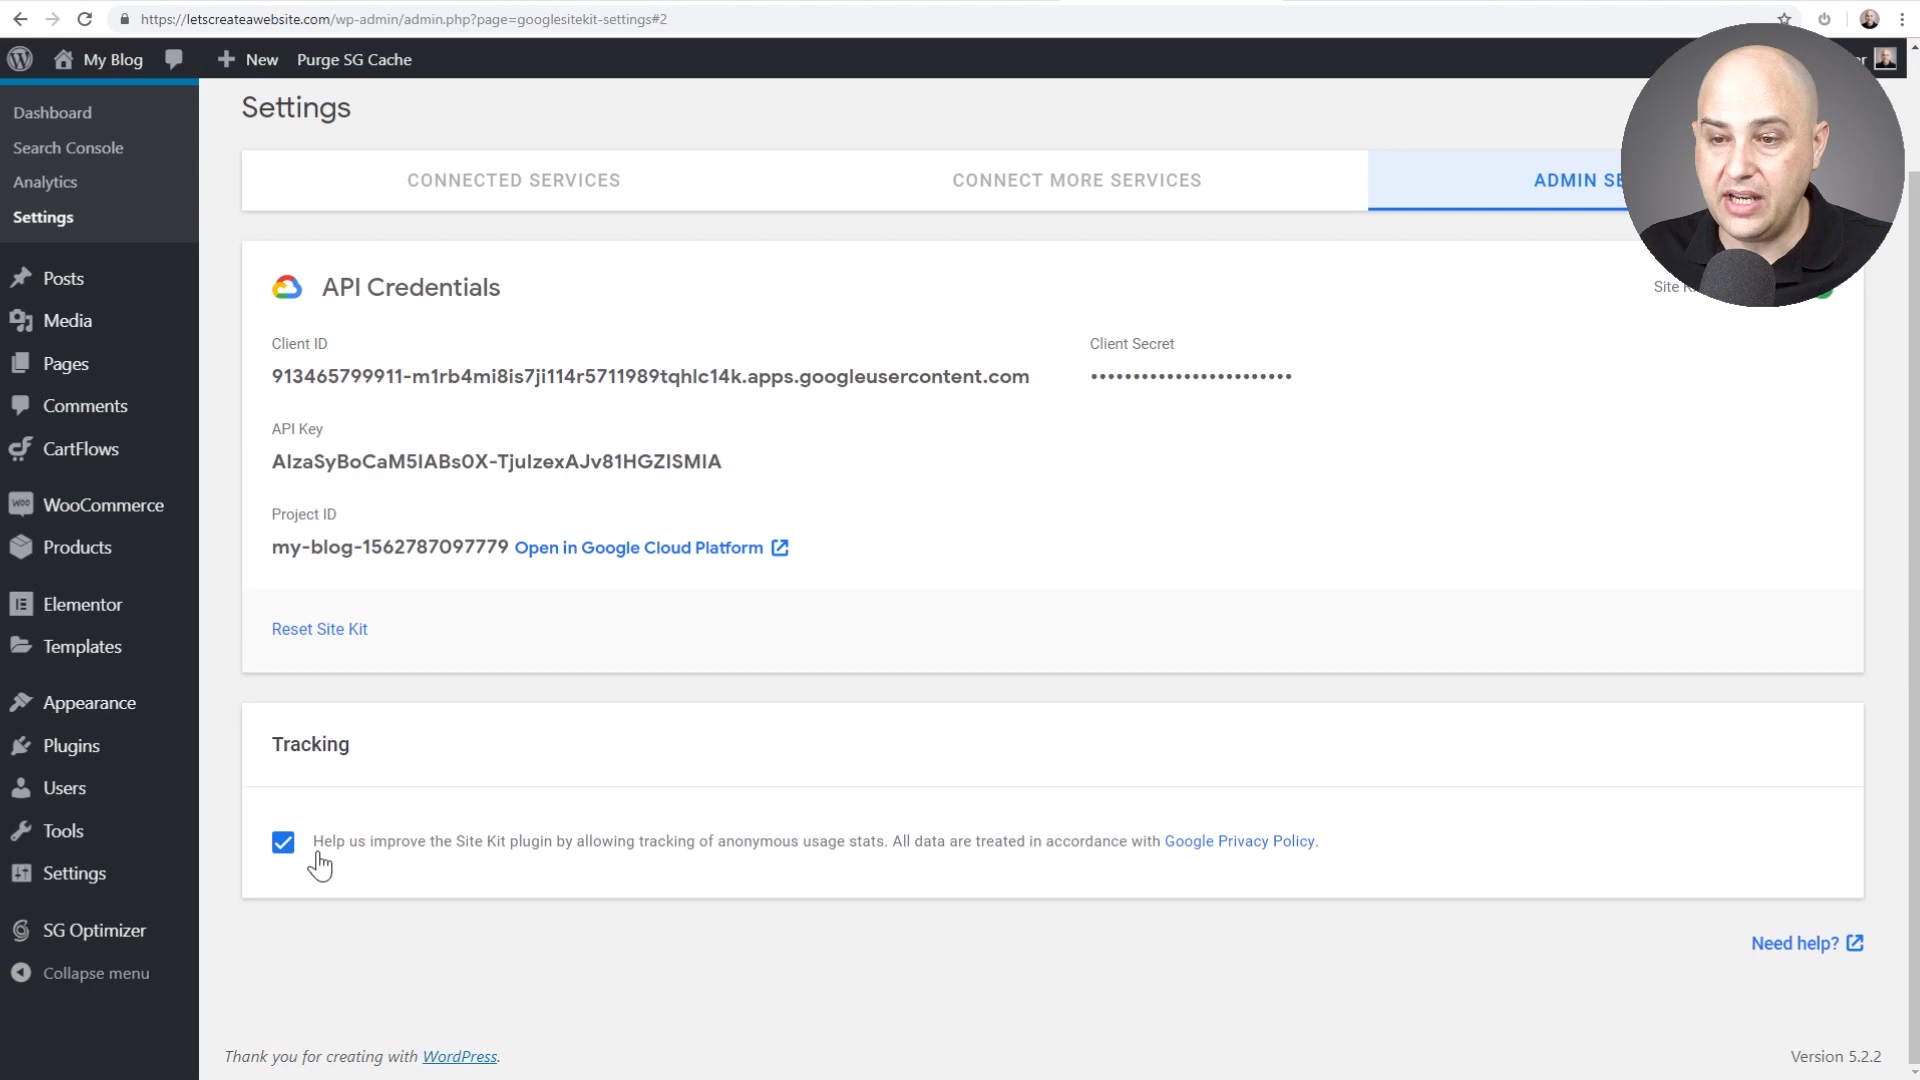 https://letscreateawebsite.com/wp-admin/admin.php?page=googlesitekit-settings#2
My Blog
New
Purge SG Cache
Dashboard
Search Console
Analytics
Settings
Posts
Media
Pages
Comments
CartFlows
WooCommerce
Products
Elementor
Templates
Appearance
Plugins
Users
Tools
Settings
SG Optimizer
Collapse menu
Settings
CONNECTED SERVICES
CONNECT MORE SERVICES
ADMIN
API Credentials
Site
Client ID
913465799911-m1rb4mi8is7ji114r5711989tqhlc14k.apps.googleusercontent.com
Client Secret
••••••••••••••••••••••••
API Key
Project ID
my-blog-1562787097779 Open in Google Cloud Platform
Reset Site Kit
Tracking
Help us improve the Site Kit plugin by allowing tracking of anonymous usage stats. All data are treated in accordance with Google Privacy Policy.
Need help?
Thank you for creating with WordPress.
Version 5.2.2